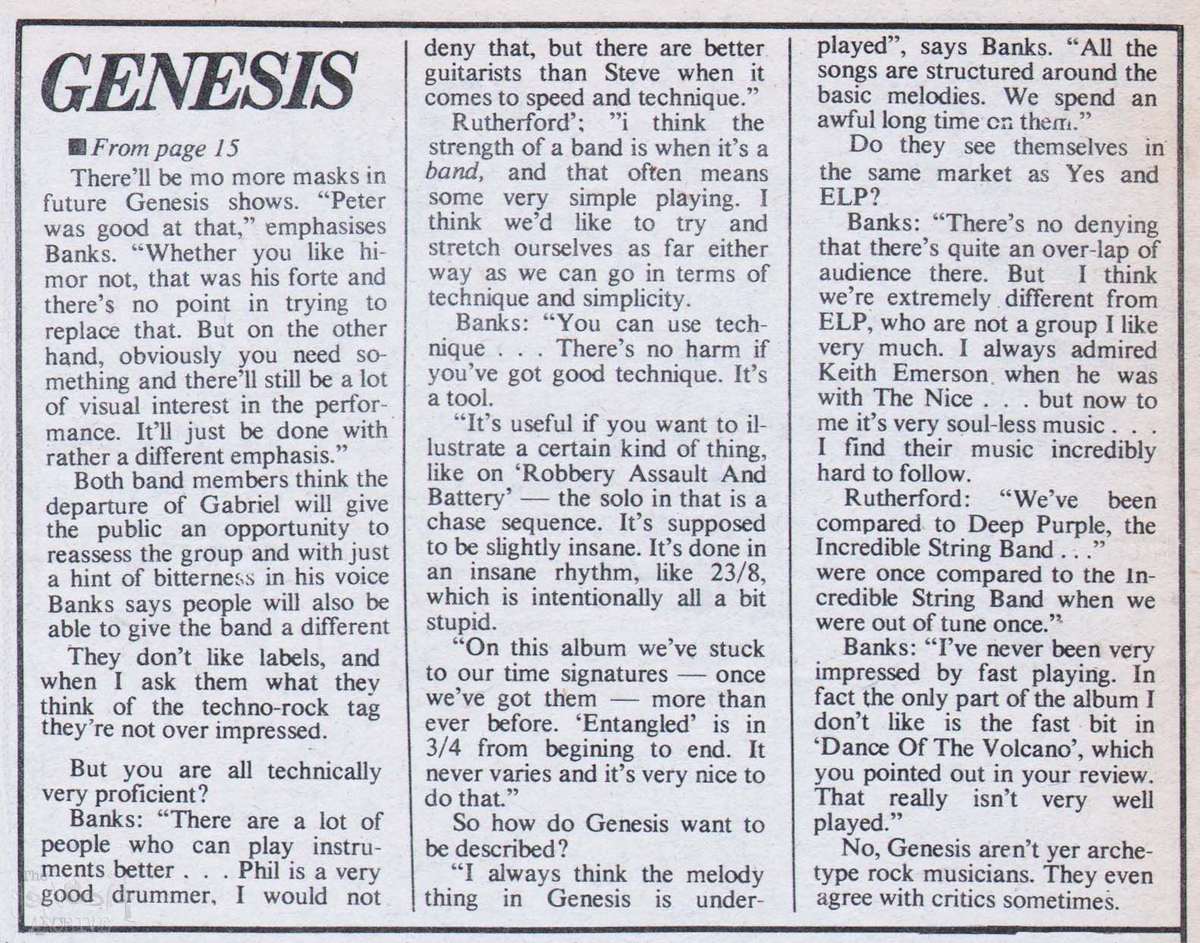 GENESIS
From page 15
There'll be mo more masks in
future Genesis shows. “Peter
was good at that,” emphasises
Banks. “Whether you like hi-
mor not, that was his forte and
there's no point in trying to
replace that. But on the other
hand, obviously you need so-
mething and there'll still be a lot
of visual interest in the perfor-
mance. It'll just be done with
rather a different emphasis.”
Both band members think the
departure of Gabriel will give
the public an opportunity to
reassess the group and with just
a hint of bitterness in his voice
Banks says people will also be
able to give the band a different
They don't like labels, and
when I ask them what they
think of the techno-rock tag
they're not over impressed.
But you are all technically
very proficient?
Banks: “There are a lot of
people who can play instru-
ments better . . . Phil is a very
good drummer, I would not
deny that, but there are better
guitarists than Steve when it
comes to speed and technique.”
Rutherford’; ”i think the
strength of a band is when it's a
band, and that often means
some very simple playing. I
think we'd like to try and
stretch ourselves as far either
way as we can go in terms of
technique and simplicity.
Banks: “You can use tech-
nique . . . There's no harm if
you've got good technique. It's
a tool.
“It's useful if you want to il-
lustrate a certain kind of thing,
like on ‘Robbery Assault And
Battery’ — the solo in that is a
chase sequence. It's supposed
to be slightly insane. It's done in
an insane rhythm, like 23/8,
which is intentionally all a bit
stupid.
“On this album we've stuck
to our time signatures — once
we've got them — more than
ever before. ‘Entangled’ is in
3/4 from begining to end. It
never varies and it's very nice to
do that.”
So how do Genesis want to
be described?
“I always think the melody
thing in Genesis is under-
played”, says Banks. “All the
songs are structured around the
basic melodies. We spend an
awful long time on them.”
Do they see themselves in
the same market as Yes and
ELP?
Banks: “There's no denying
that there's quite an over-lap of
audience there. But I think
we're extremely different from
ELP, who are not a group I like
very much. I always admired
Keith Emerson when he was
with The Nice . . . but now to
me it's very soul-less music . . .
I find their music incredibly
hard to follow.
Rutherford: “We've been
compared to Deep Purple, the
Incredible String Band . . .”
were once compared to the In-
credible String Band when we
were out of tune once.”
Banks: “I've never been very
impressed by fast playing. In
fact the only part of the album I
don't like is the fast bit in
‘Dance Of The Volcano’, which
you pointed out in your review.
That really isn't very well
played.”
No, Genesis aren't yer arche-
type rock musicians. They even
agree with critics sometimes.